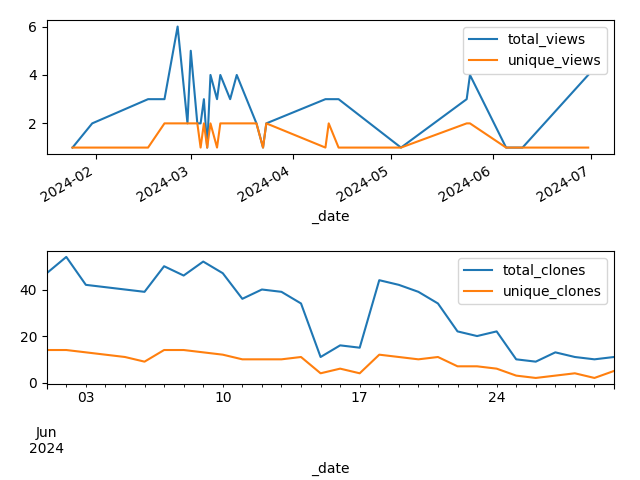 6
4
2
total_views
unique_views
2024-02
2024-03
2024-04
2024-05
2024-06
2024-07
_date
40
20
0
total_clones
unique_clones
03
10
17
24
Jun
2024
_date